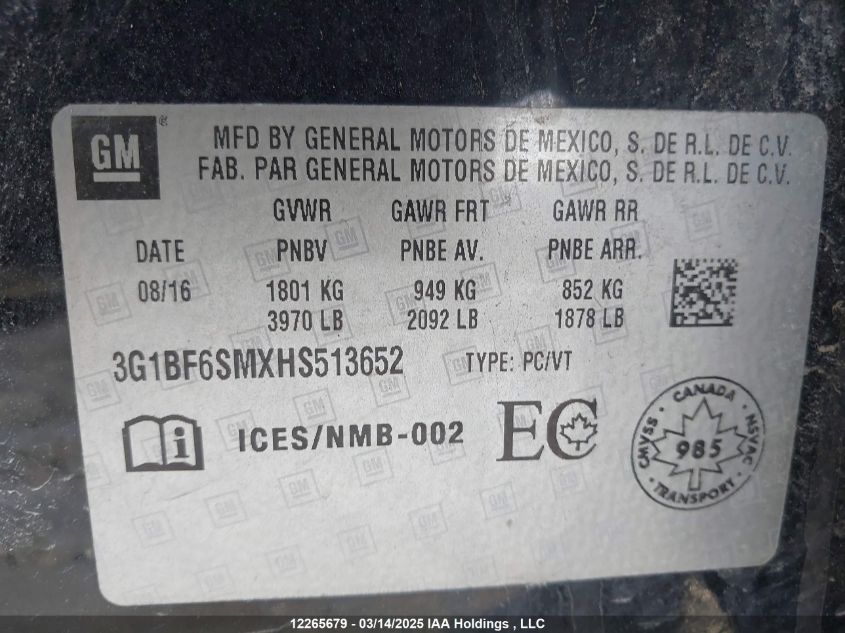 GM
MFD BY GENERAL MOTORS DE MEXICO, S. DE R.L. DE C.V.
FAB. PAR GENERAL MOTORS DE MEXICO, S. DE R.L. DE C.V.
GVWR GAWR FRT GAWR RR
DATE PNBV PNBE AV. PNBE ARR.
08/16 1801 KG 949 KG 852 KG
3970 LB 2092 LB 1878 LB
3G1BF6SMXHS513652 TYPE: PC/VT
i ICES/NMB-002 EC
CANADA
CMVSS 985 NSVAC
TRANSPORT
12265679 - 03/14/2025 IAA Holdings , LLC